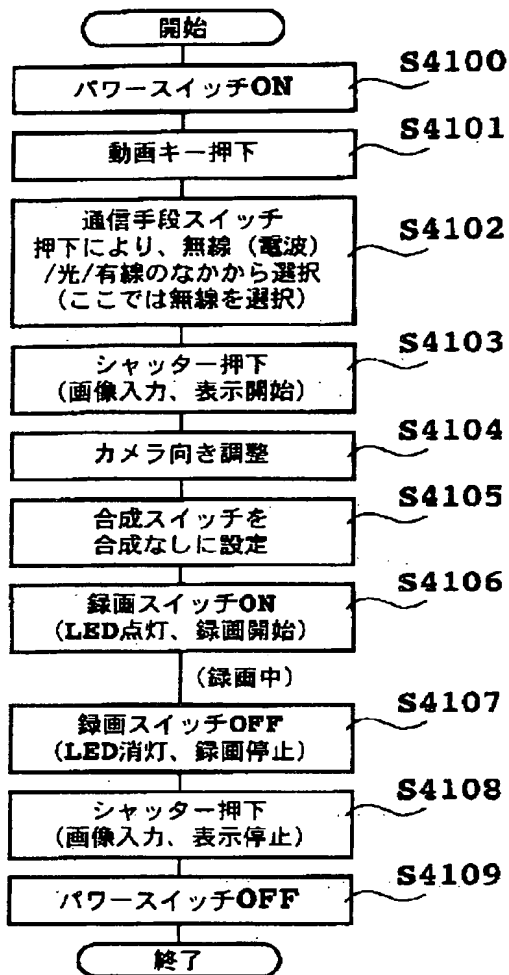 開始
パワースイッチON
S4100
動画キー押下
S4101
通信手段スイッチ
押下により、無線（電波）
/光/有線のなかから選択
(ここでは無線を選択)
S4102
シャッター押下
(画像入力、表示開始)
S4103
カメラ向き調整
S4104
合成スイッチを
合成なしに設定
S4105
録画スイッチON
(LED点灯、録画開始)
S4106
(録画中)
録画スイッチOFF
(LED消灯、録画停止)
S4107
シャッター押下
(画像入力、表示停止)
S4108
パワースイッチOFF
S4109
終了